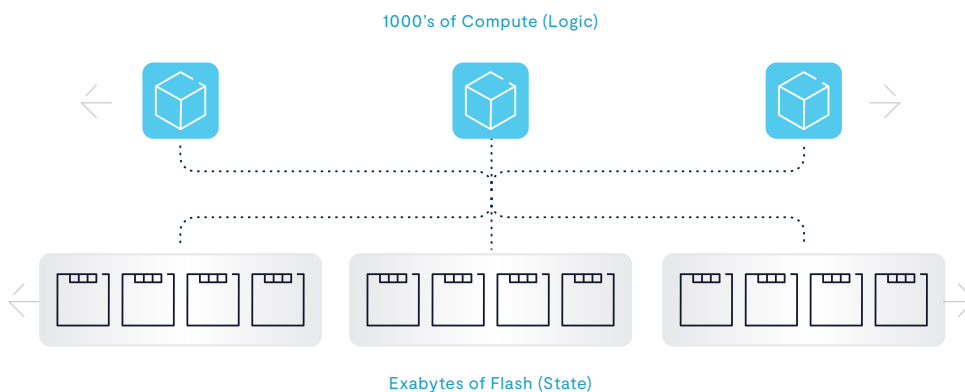 1000’s of Compute (Logic)
Exabytes of Flash (State)